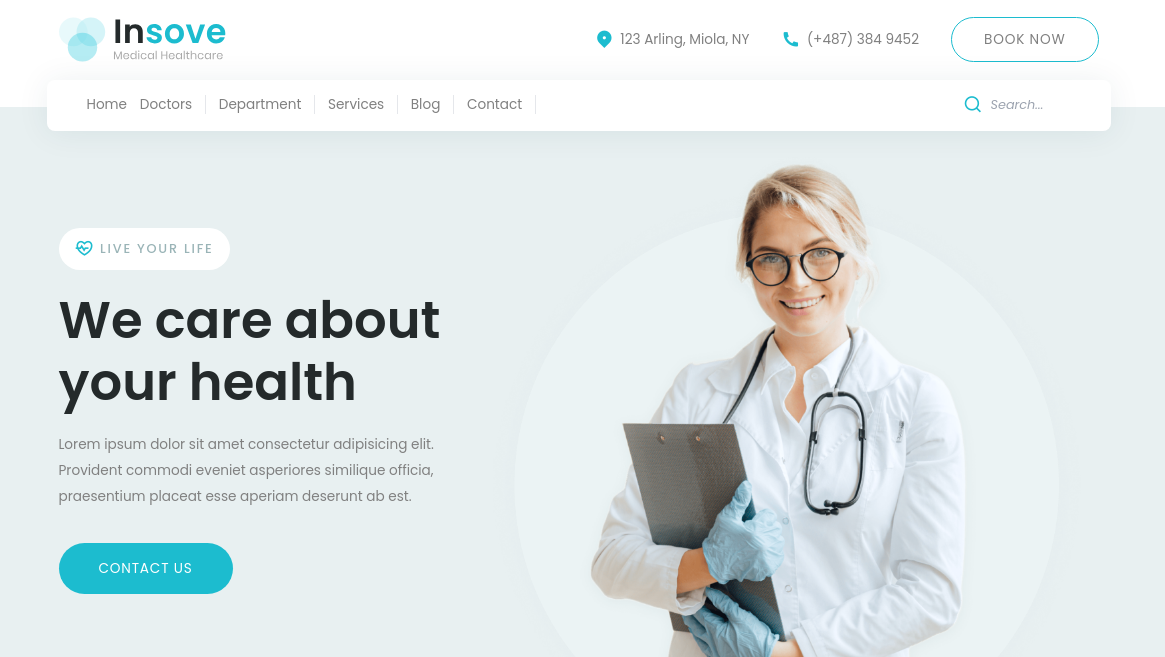 Insove
Medical Healthcare
123 Arling, Miola, NY
(+487) 384 9452
BOOK NOW
Home
Doctors
Department
Services
Blog
Contact
Search...
LIVE YOUR LIFE
We care about
your health
Lorem ipsum dolor sit amet consectetur adipisicing elit.
Provident commodi eveniet asperiores similique officia,
praesentium placeat esse aperiam deserunt ab est.
CONTACT US